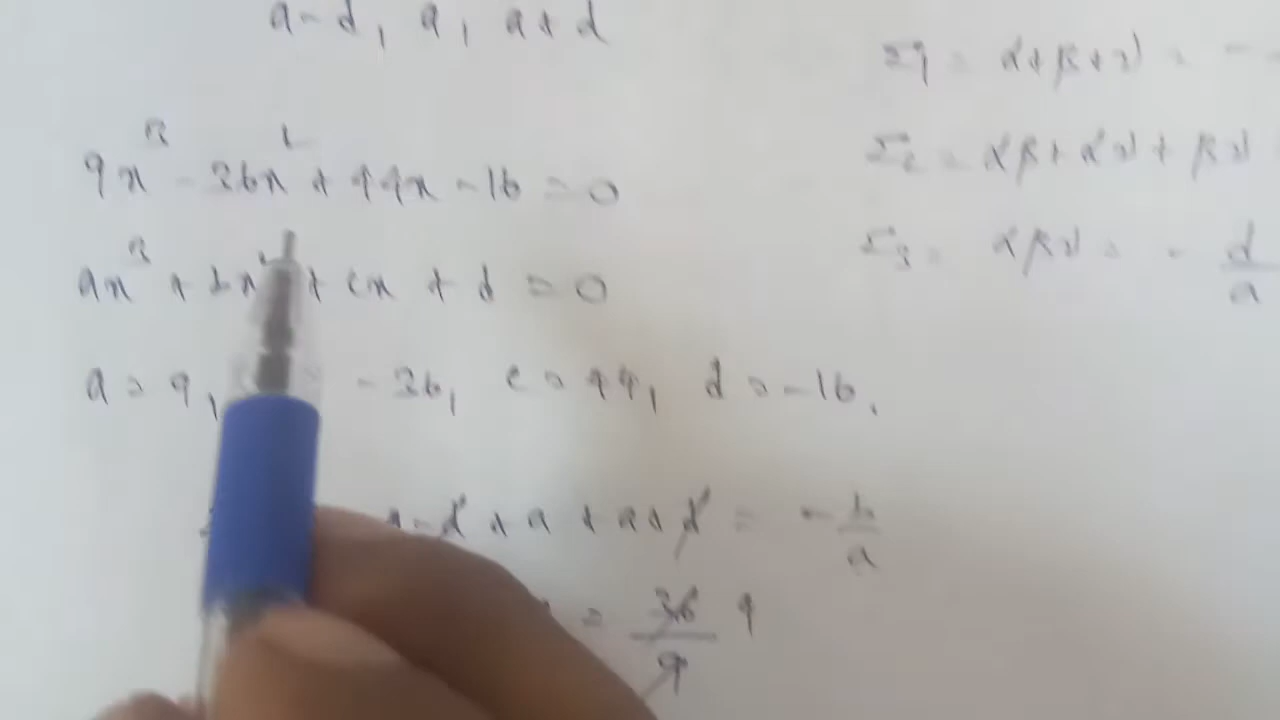 a-d, a, a+d
9x³ - 36x² + 44x - 16 = 0
ax³ + bx² + cx + d = 0
a = 9, -36, c = 44, d = -16.
a-d + a + a+d = - b/a
= 36/9 4
Σ1 = α+β+γ = -
Σ2 = αβ + αγ + βγ
Σ3 = αβγ = - d/a